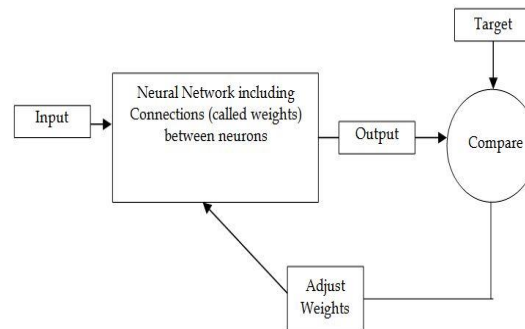 Target
Neural Network including
Connections (called weights)
between neurons
Input
Output
Compare
Adjust
Weights